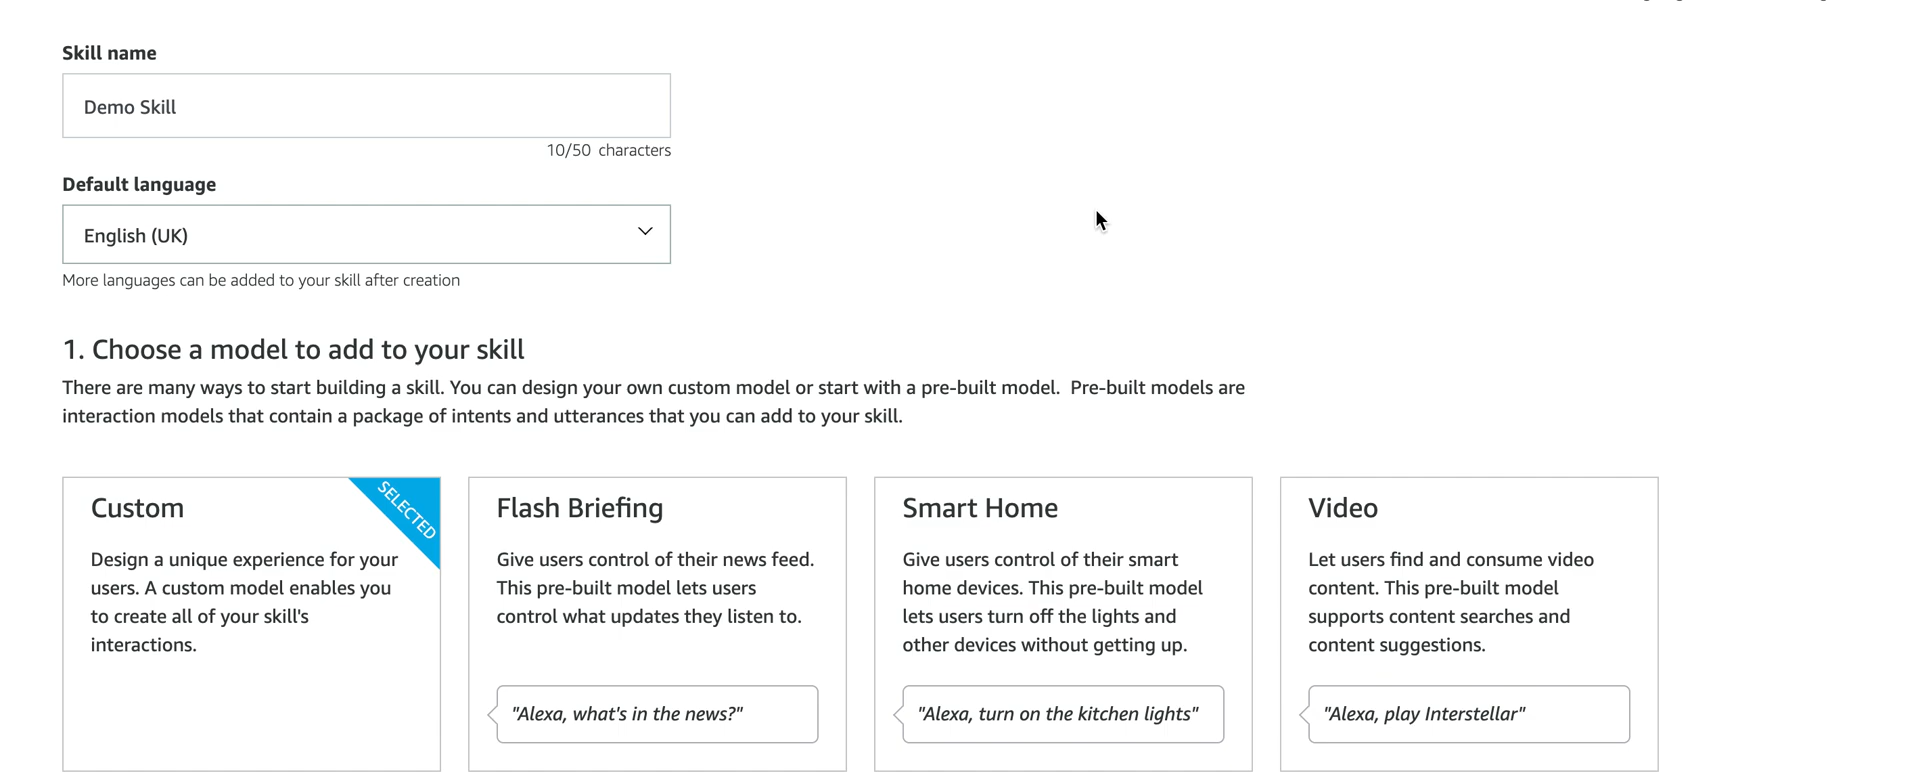 Skill name
Demo Skill
10/50 characters
Default language
English (UK)
More languages can be added to your skill after creation
1. Choose a model to add to your skill
There are many ways to start building a skill. You can design your own custom model or start with a pre-built model. Pre-built models are
interaction models that contain a package of intents and utterances that you can add to your skill.
Custom
SELECTED
Design a unique experience for your
users. A custom model enables you
to create all of your skill's
interactions.
Flash Briefing
Give users control of their news feed.
This pre-built model lets users
control what updates they listen to.
"Alexa, what's in the news?"
Smart Home
Give users control of their smart
home devices. This pre-built model
lets users turn off the lights and
other devices without getting up.
"Alexa, turn on the kitchen lights"
Video
Let users find and consume video
content. This pre-built model
supports content searches and
content suggestions.
"Alexa, play Interstellar"